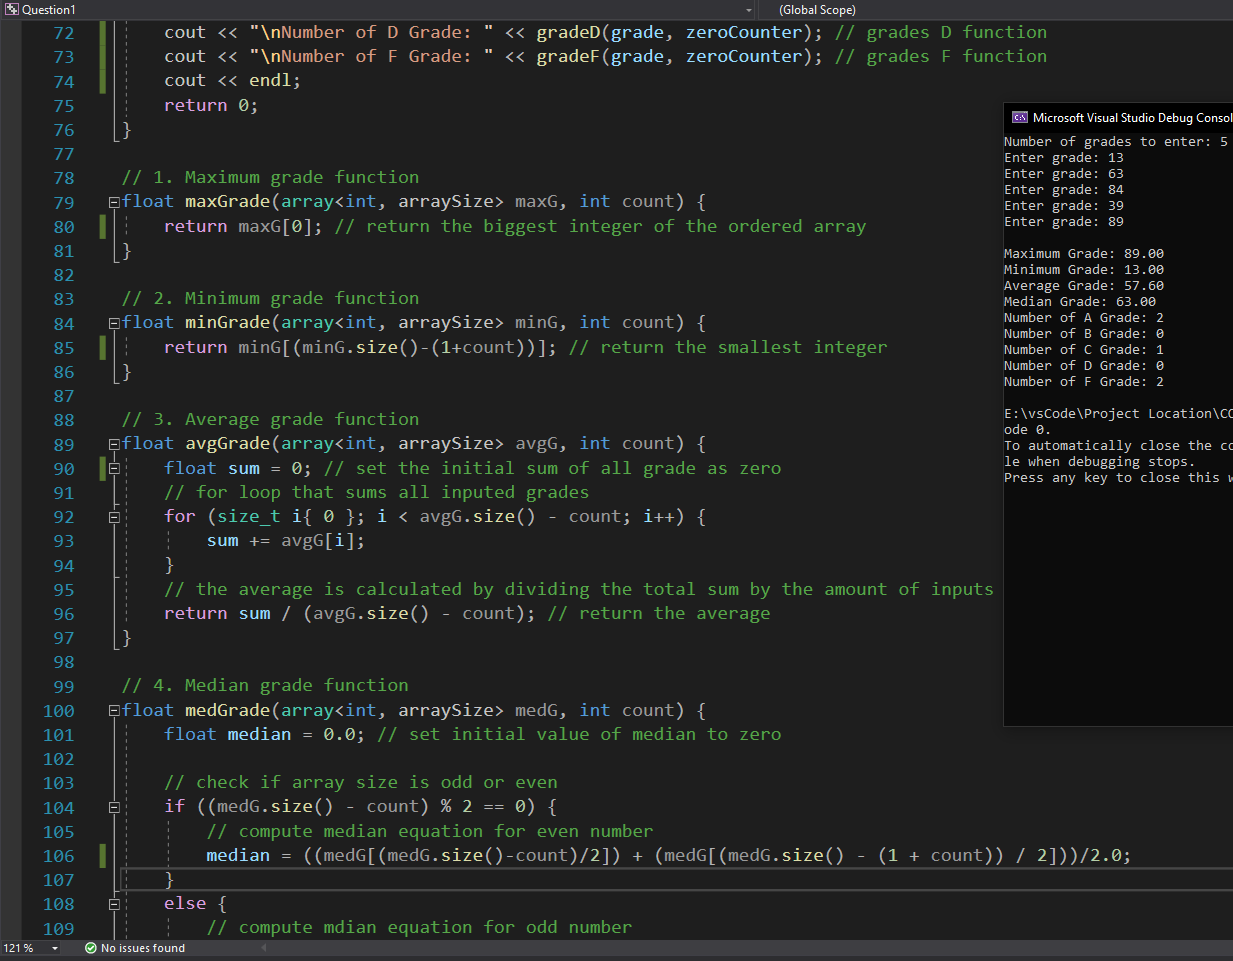 Question1
(Global Scope)
72 cout << "\nNumber of D Grade: " << gradeD(grade, zeroCounter); // grades D function
73 cout << "\nNumber of F Grade: " << gradeF(grade, zeroCounter); // grades F function
74 cout << endl;
75 return 0;
76 }
77
78 // 1. Maximum grade function
79 float maxGrade(array<int, arraySize> maxG, int count) {
80 return maxG[0]; // return the biggest integer of the ordered array
81 }
82
83 // 2. Minimum grade function
84 float minGrade(array<int, arraySize> minG, int count) {
85 return minG[(minG.size()-(1+count))]; // return the smallest integer
86 }
87
88 // 3. Average grade function
89 float avgGrade(array<int, arraySize> avgG, int count) {
90 float sum = 0; // set the initial sum of all grade as zero
91 // for loop that sums all inputed grades
92 for (size_t i{ 0 }; i < avgG.size() - count; i++) {
93 sum += avgG[i];
94 }
95 // the average is calculated by dividing the total sum by the amount of inputs
96 return sum / (avgG.size() - count); // return the average
97 }
98
99 // 4. Median grade function
100 float medGrade(array<int, arraySize> medG, int count) {
101 float median = 0.0; // set initial value of median to zero
102
103 // check if array size is odd or even
104 if ((medG.size() - count) % 2 == 0) {
105 // compute median equation for even number
106 median = ((medG[(medG.size()-count)/2]) + (medG[(medG.size() - (1 + count)) / 2]))/2.0;
107 }
108 else {
109 // compute mdian equation for odd number
121 %
No issues found
Microsoft Visual Studio Debug Consol
Number of grades to enter: 5
Enter grade: 13
Enter grade: 63
Enter grade: 84
Enter grade: 39
Enter grade: 89
Maximum Grade: 89.00
Minimum Grade: 13.00
Average Grade: 57.60
Median Grade: 63.00
Number of A Grade: 2
Number of B Grade: 0
Number of C Grade: 1
Number of D Grade: 0
Number of F Grade: 2
E:\vsCode\Project Location\CO
ode 0.
To automatically close the co
le when debugging stops.
Press any key to close this w